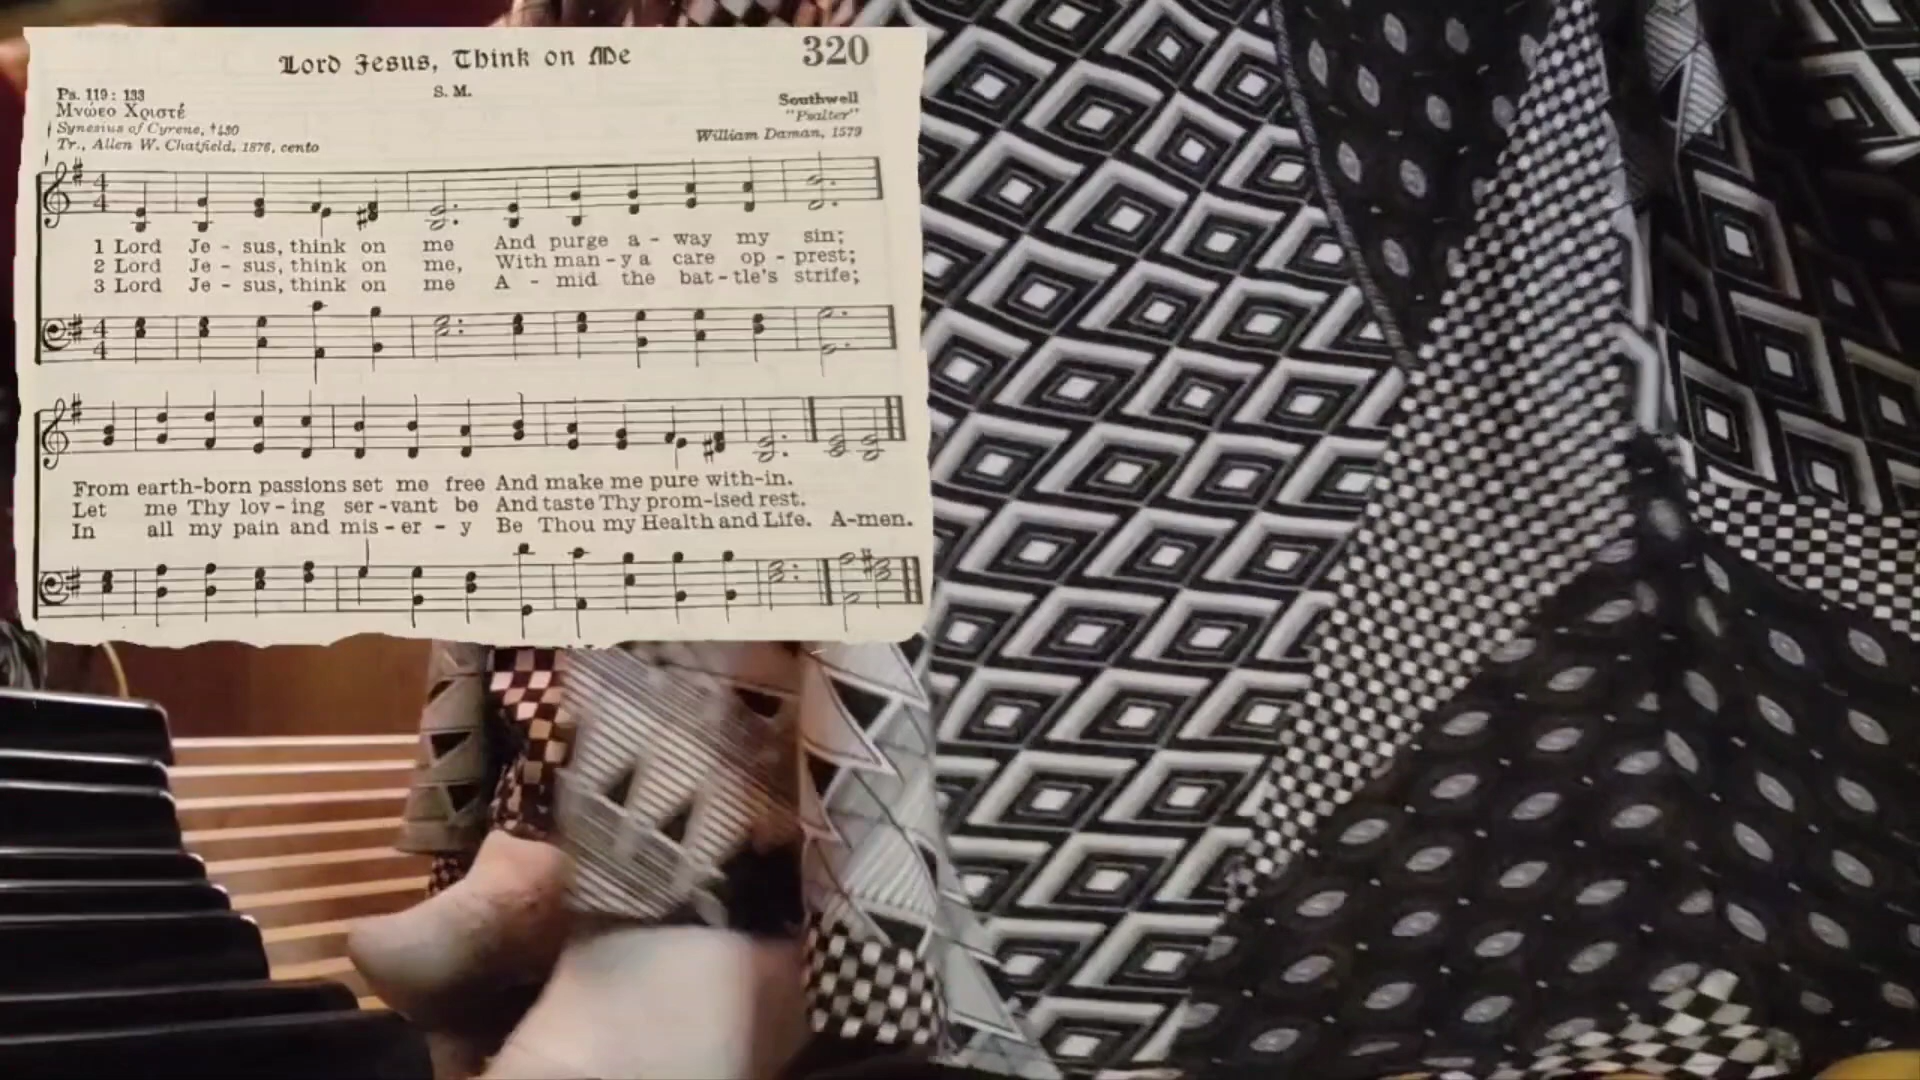 Lord Jesus, Think on Me
320
Ps. 119: 133
S. M.
Μνώεο Χριστέ
Synesius of Cyrene, †430
Tr., Allen W. Chatfield, 1876, cento
Southwell
"Psalter"
William Daman, 1579
1 Lord Je - sus, think on me And purge a - way my sin;
2 Lord Je - sus, think on me, With man - y a care op - prest;
3 Lord Je - sus, think on me A - mid the bat - tle's strife;
From earth-born passions set me free And make me pure with-in.
Let me Thy lov - ing ser - vant be And taste Thy prom-ised rest.
In all my pain and mis - er - y Be Thou my Health and Life. A-men.